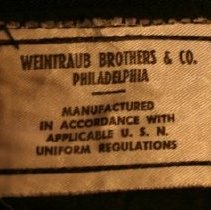 WEINTRAUB BROTHERS & CO.
PHILADELPHIA
MANUFACTURED
IN ACCORDANCE WITH
APPLICABLE U. S. N.
UNIFORM REGULATIONS